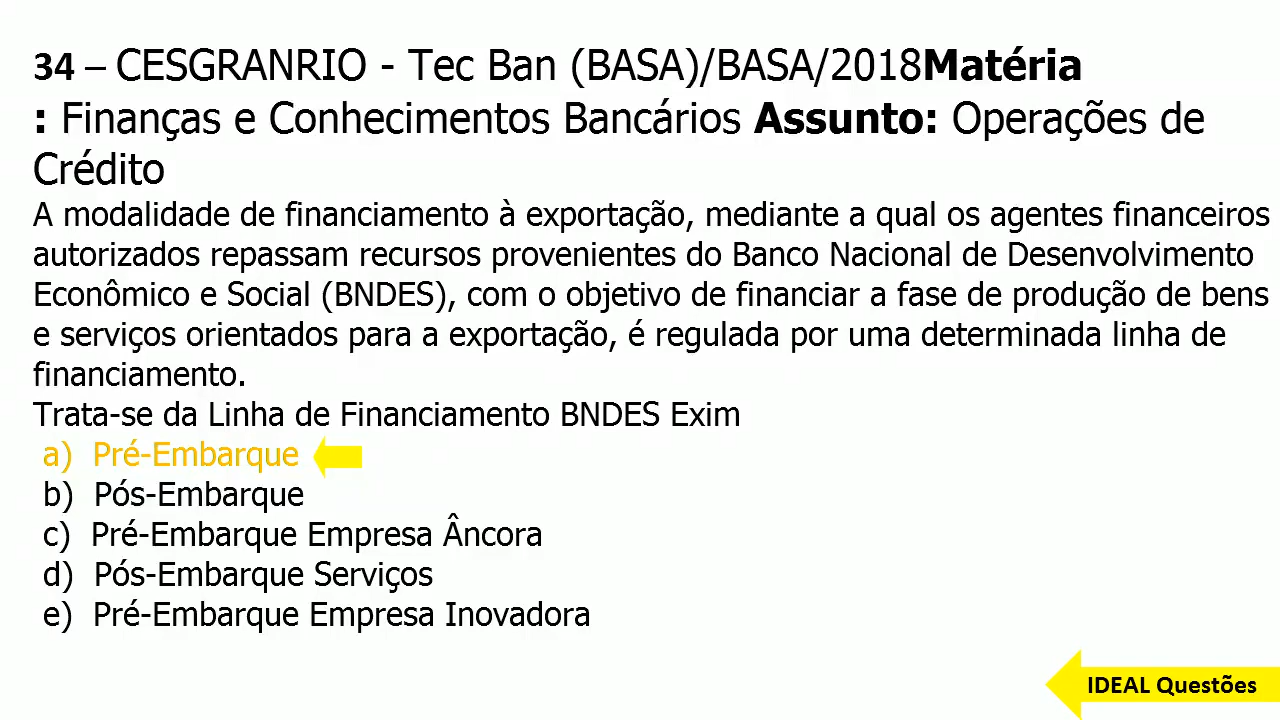 34 – CESGRANRIO - Tec Ban (BASA)/BASA/2018Matéria
: Finanças e Conhecimentos Bancários Assunto: Operações de
Crédito
A modalidade de financiamento à exportação, mediante a qual os agentes financeiros
autorizados repassam recursos provenientes do Banco Nacional de Desenvolvimento
Econômico e Social (BNDES), com o objetivo de financiar a fase de produção de bens
e serviços orientados para a exportação, é regulada por uma determinada linha de
financiamento.
Trata-se da Linha de Financiamento BNDES Exim
a) Pré-Embarque
b) Pós-Embarque
c) Pré-Embarque Empresa Âncora
d) Pós-Embarque Serviços
e) Pré-Embarque Empresa Inovadora
IDEAL Questões